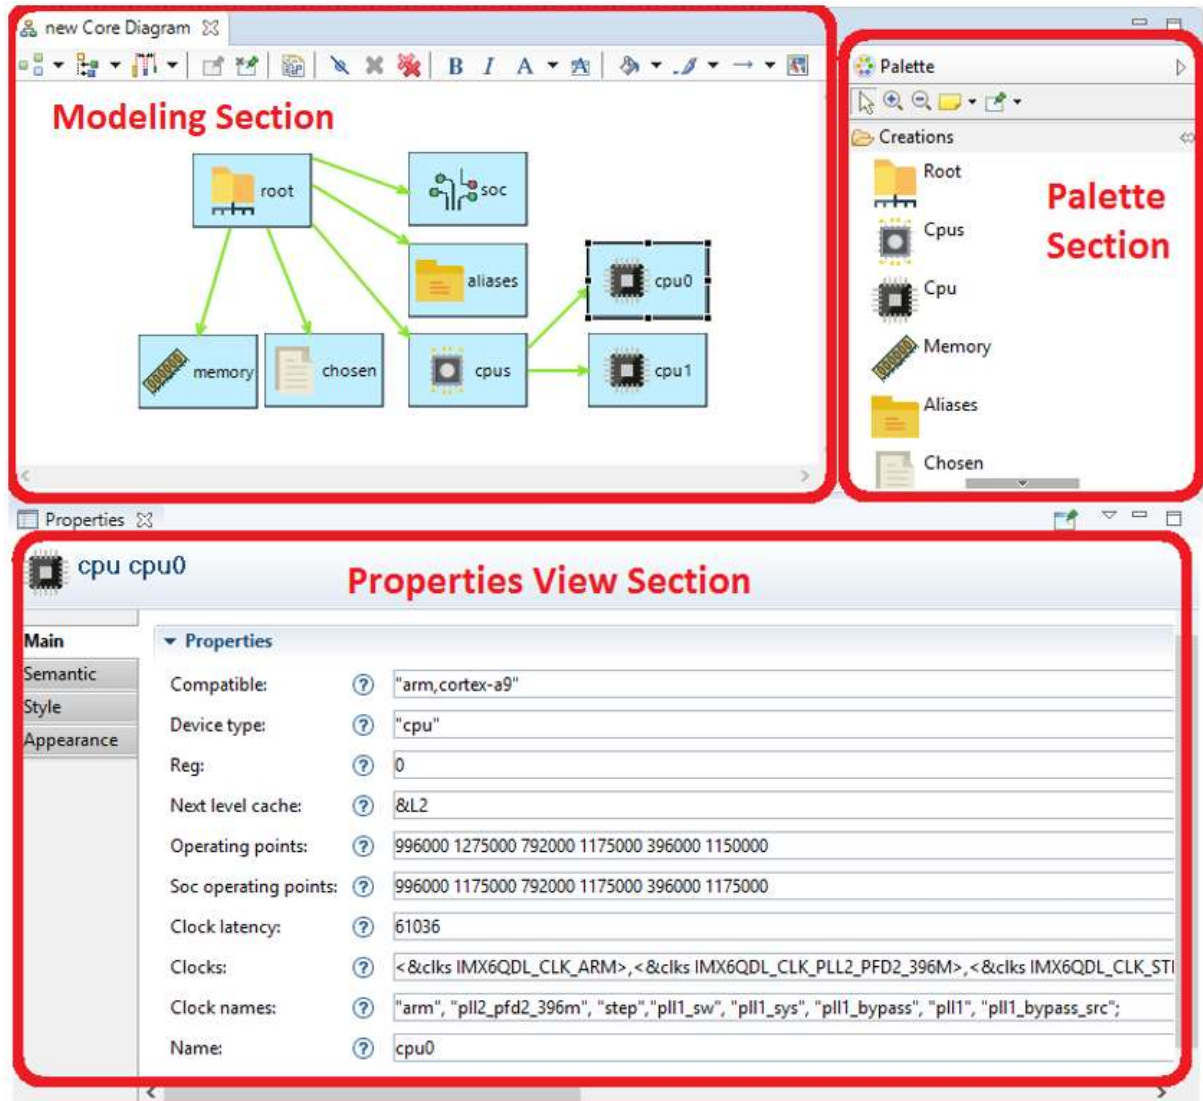 new Core Diagram
B I A A
Modeling Section
root
soc
aliases
cpu0
memory
chosen
cpus
cpu1
Palette
Creations
Root
Cpus
Cpu
Memory
Aliases
Chosen
Palette
Section
Properties
cpu cpu0
Properties View Section
Main
Semantic
Style
Appearance
Properties
Compatible: ? "arm,cortex-a9"
Device type: ? "cpu"
Reg: ? 0
Next level cache: ? &L2
Operating points: ? 996000 1275000 792000 1175000 396000 1150000
Soc operating points: ? 996000 1175000 792000 1175000 396000 1175000
Clock latency: ? 61036
Clocks: ? <&clks IMX6QDL_CLK_ARM>,<&clks IMX6QDL_CLK_PLL2_PFD2_396M>,<&clks IMX6QDL_CLK_STE
Clock names: ? "arm", "pll2_pfd2_396m", "step","pll1_sw", "pll1_sys", "pll1_bypass", "pll1", "pll1_bypass_src";
Name: ? cpu0